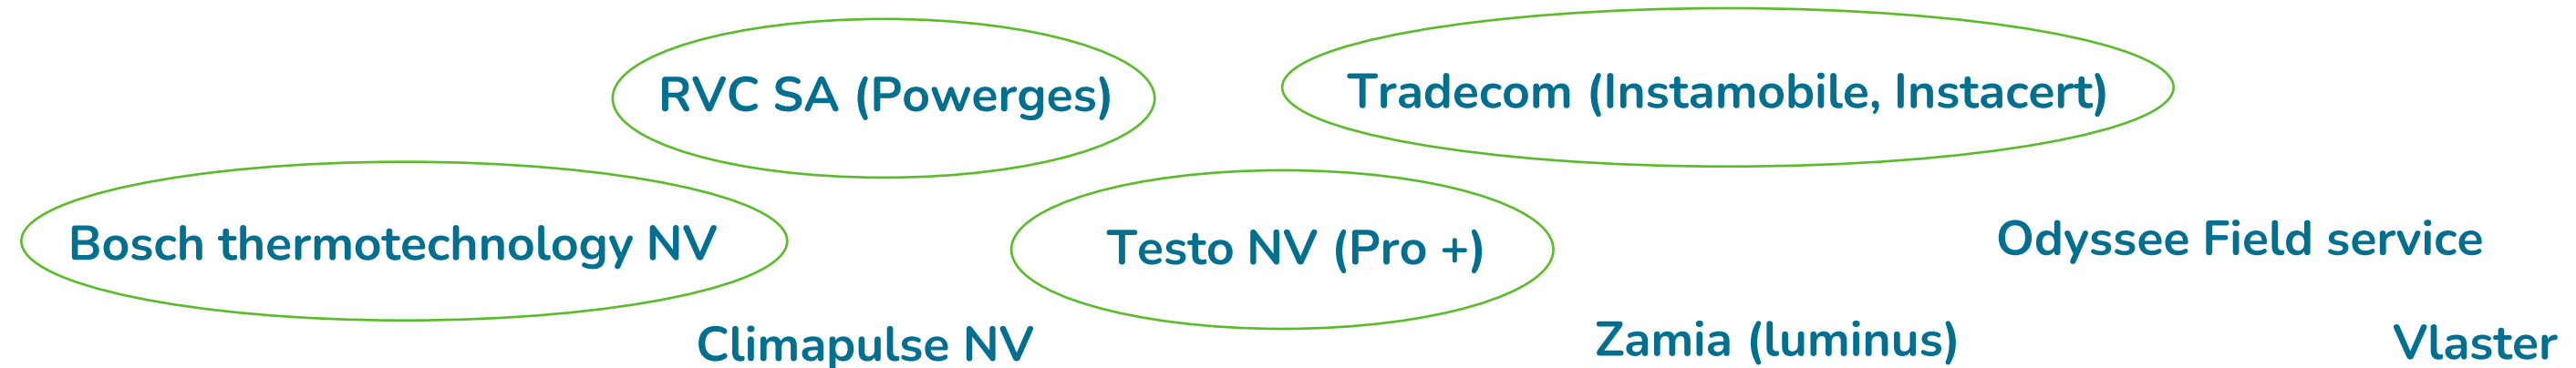 RVC SA (Powerges)
Tradecom (Instamobile, Instacert)
Bosch thermotechnology NV
Testo NV (Pro +)
Odyssee Field service
Climapulse NV
Zamia (luminus)
Vlaster